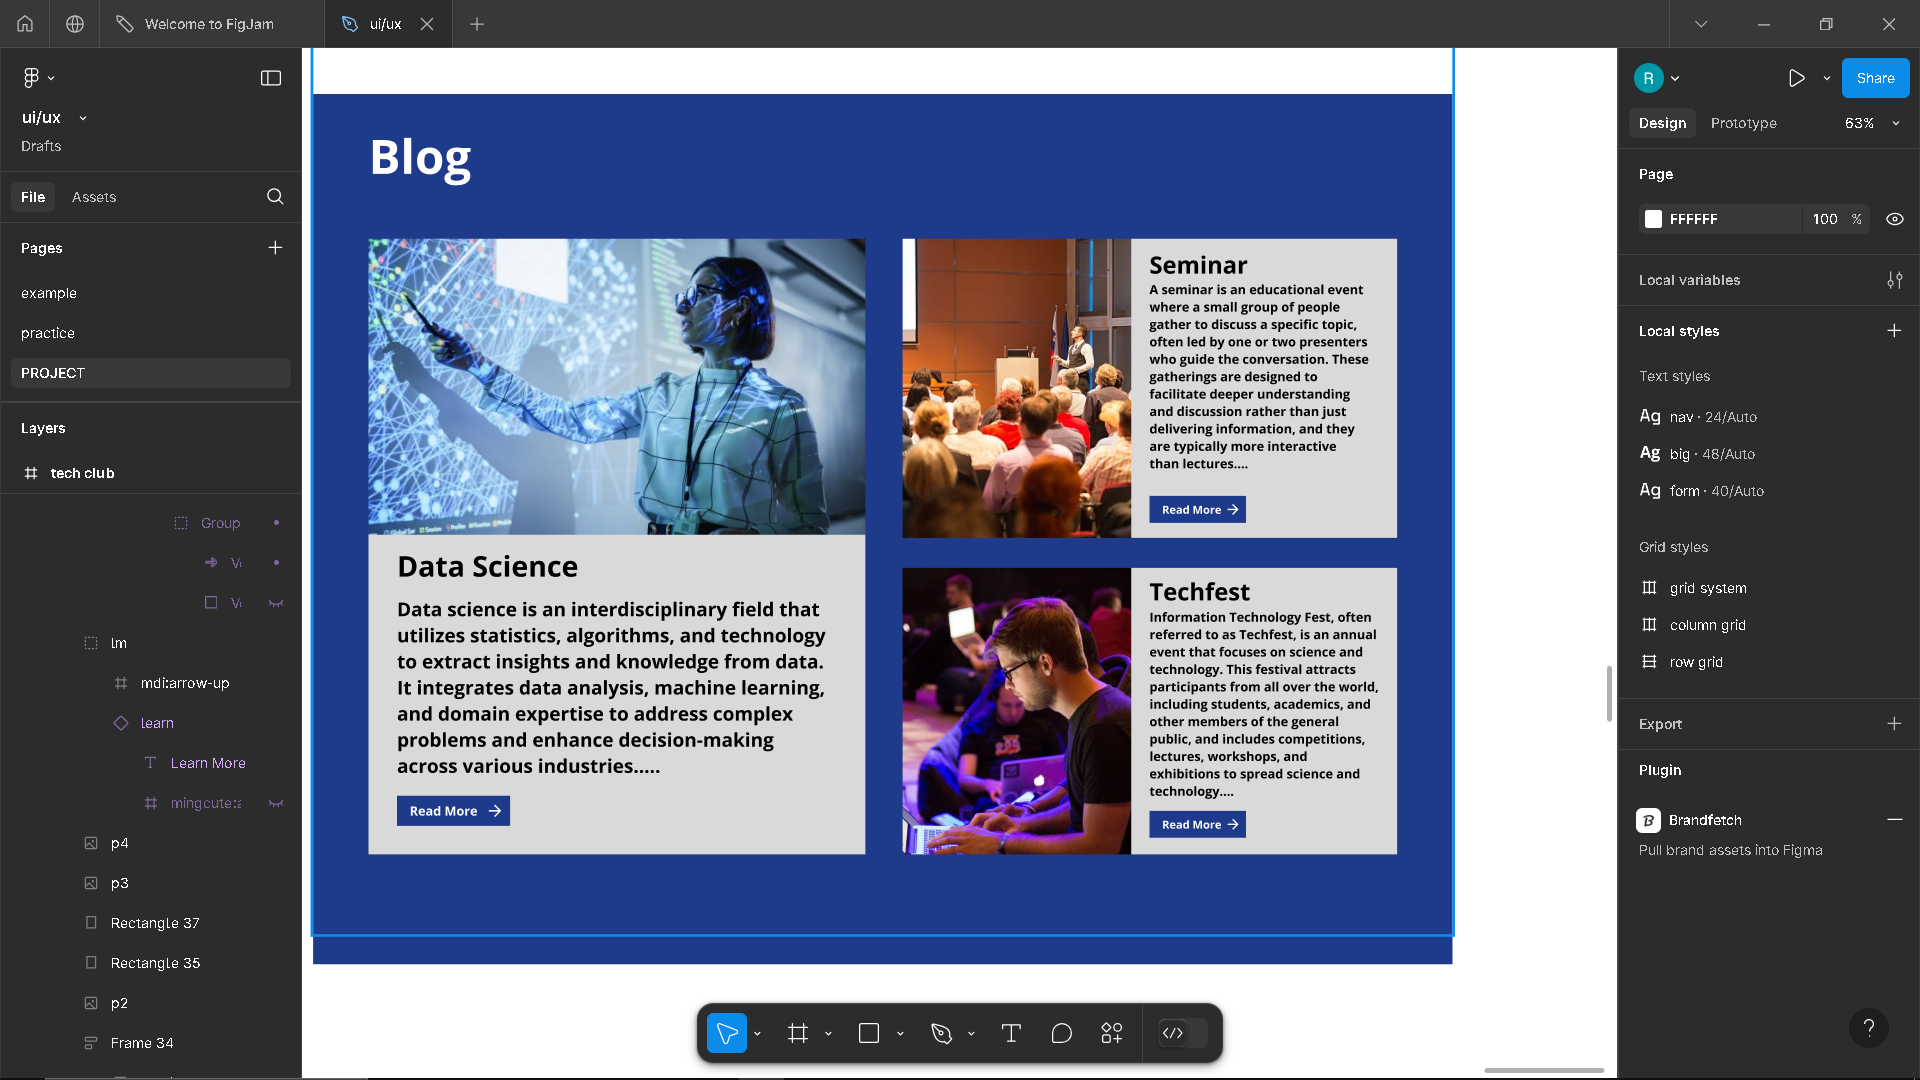 Welcome to FigJam
ui/ux
ui/ux
Drafts
File
Assets
Pages
example
practice
PROJECT
Layers
tech club
Group
lm
mdi:arrow-up
learn
Learn More
p4
p3
Rectangle 37
Rectangle 35
p2
Frame 34
Blog
Data Science
Data science is an interdisciplinary field that
utilizes statistics, algorithms, and technology
to extract insights and knowledge from data.
It integrates data analysis, machine learning,
and domain expertise to address complex
problems and enhance decision-making
across various industries.....
Read More
Seminar
A seminar is an educational event
where a small group of people
gather to discuss a specific topic,
often led by one or two presenters
who guide the conversation. These
gatherings are designed to
facilitate deeper understanding
and discussion rather than just
delivering information, and they
are typically more interactive
than lectures....
Read More
Techfest
Information Technology Fest, often
referred to as Techfest, is an annual
event that focuses on science and
technology. This festival attracts
participants from all over the world,
including students, academics, and
other members of the general
public, and includes competitions,
lectures, workshops, and
exhibitions to spread science and
technology....
Read More
R
Share
Design
Prototype
63%
Page
FFFFFF
100 %
Local variables
Local styles
Text styles
Ag nav · 24/Auto
Ag big · 48/Auto
Ag form · 40/Auto
Grid styles
grid system
column grid
row grid
Export
Plugin
B Brandfetch
Pull brand assets into Figma
?